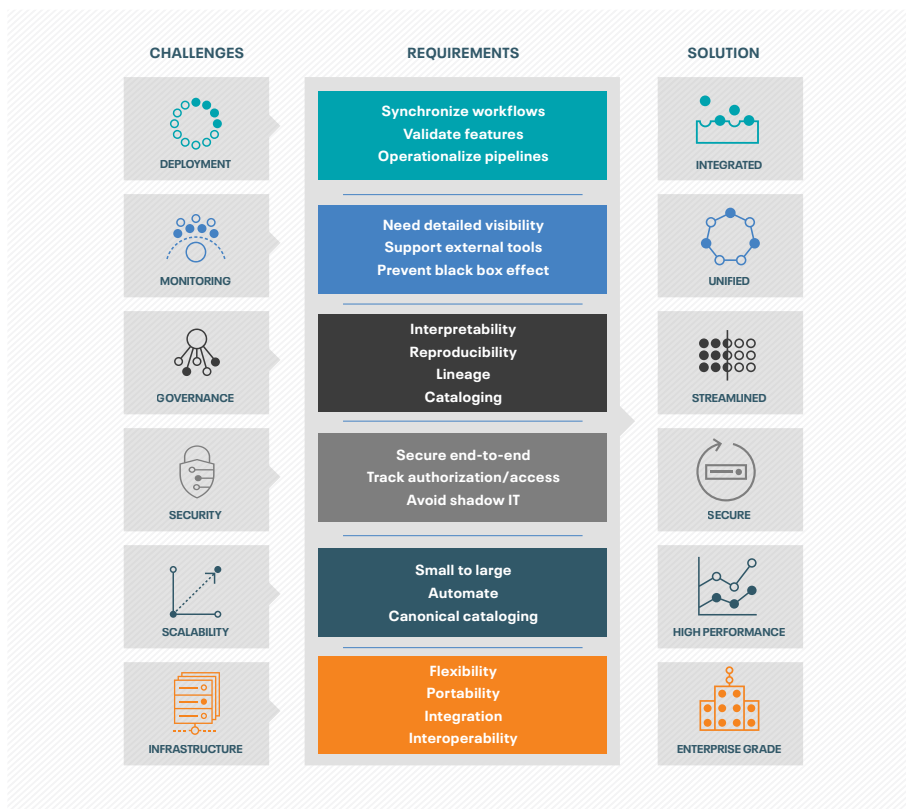 CHALLENGES
REQUIREMENTS
SOLUTION
DEPLOYMENT
Synchronize workflows
Validate features
Operationalize pipelines
INTEGRATED
MONITORING
Need detailed visibility
Support external tools
Prevent black box effect
UNIFIED
GOVERNANCE
Interpretability
Reproducibility
Lineage
Cataloging
STREAMLINED
SECURITY
Secure end-to-end
Track authorization/access
Avoid shadow IT
SECURE
SCALABILITY
Small to large
Automate
Canonical cataloging
HIGH PERFORMANCE
INFRASTRUCTURE
Flexibility
Portability
Integration
Interoperability
ENTERPRISE GRADE